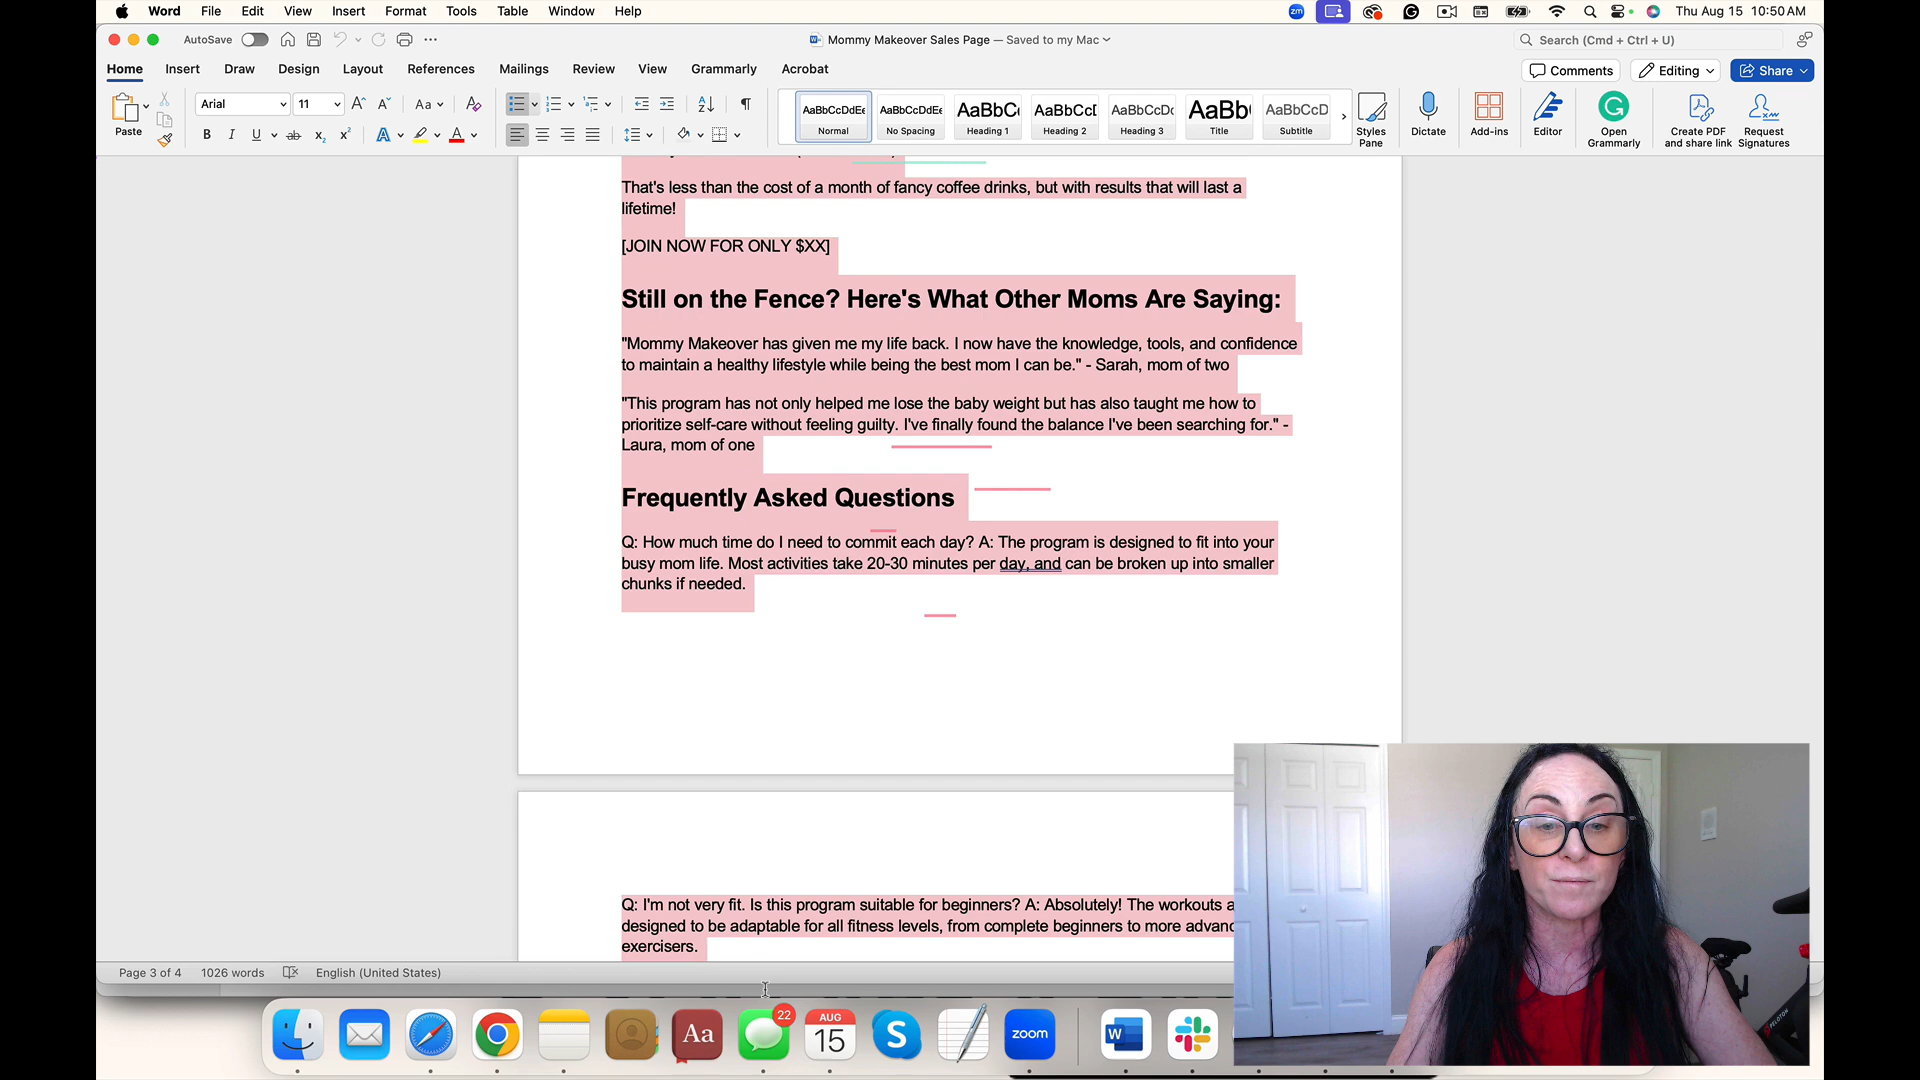 Word File Edit View Insert Format Tools Table Window Help
Thu Aug 15 10:50 AM
AutoSave
Mommy Makeover Sales Page — Saved to my Mac
Search (Cmd + Ctrl + U)
Home Insert Draw Design Layout References Mailings Review View Grammarly Acrobat
Comments Editing Share
Paste
Arial 11
Normal No Spacing Heading 1 Heading 2 Heading 3 Title Subtitle
Styles Pane
Dictate
Add-ins
Editor
Open Grammarly
Create PDF and share link
Request Signatures
That's less than the cost of a month of fancy coffee drinks, but with results that will last a
lifetime!
[JOIN NOW FOR ONLY $XX]
Still on the Fence? Here's What Other Moms Are Saying:
"Mommy Makeover has given me my life back. I now have the knowledge, tools, and confidence
to maintain a healthy lifestyle while being the best mom I can be." - Sarah, mom of two
"This program has not only helped me lose the baby weight but has also taught me how to
prioritize self-care without feeling guilty. I've finally found the balance I've been searching for." -
Laura, mom of one
Frequently Asked Questions
Q: How much time do I need to commit each day? A: The program is designed to fit into your
busy mom life. Most activities take 20-30 minutes per day, and can be broken up into smaller
chunks if needed.
Q: I'm not very fit. Is this program suitable for beginners? A: Absolutely! The workouts
designed to be adaptable for all fitness levels, from complete beginners to more
exercisers.
Page 3 of 4 1026 words English (United States)
22
AUG
15
zoom